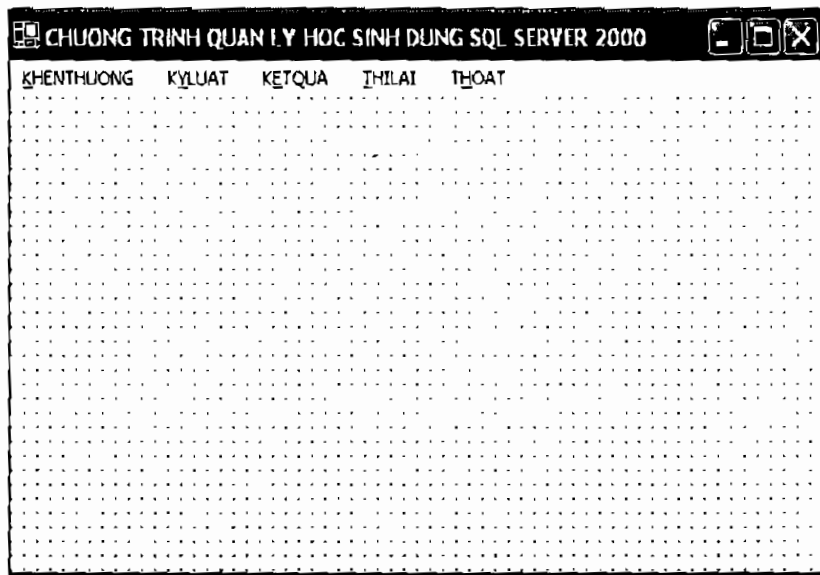 CHUONG TRINH QUAN LY HOC SINH DUNG SQL SERVER 2000
KHENTHUONG KYLUAT KETQUA THILAI THOAT